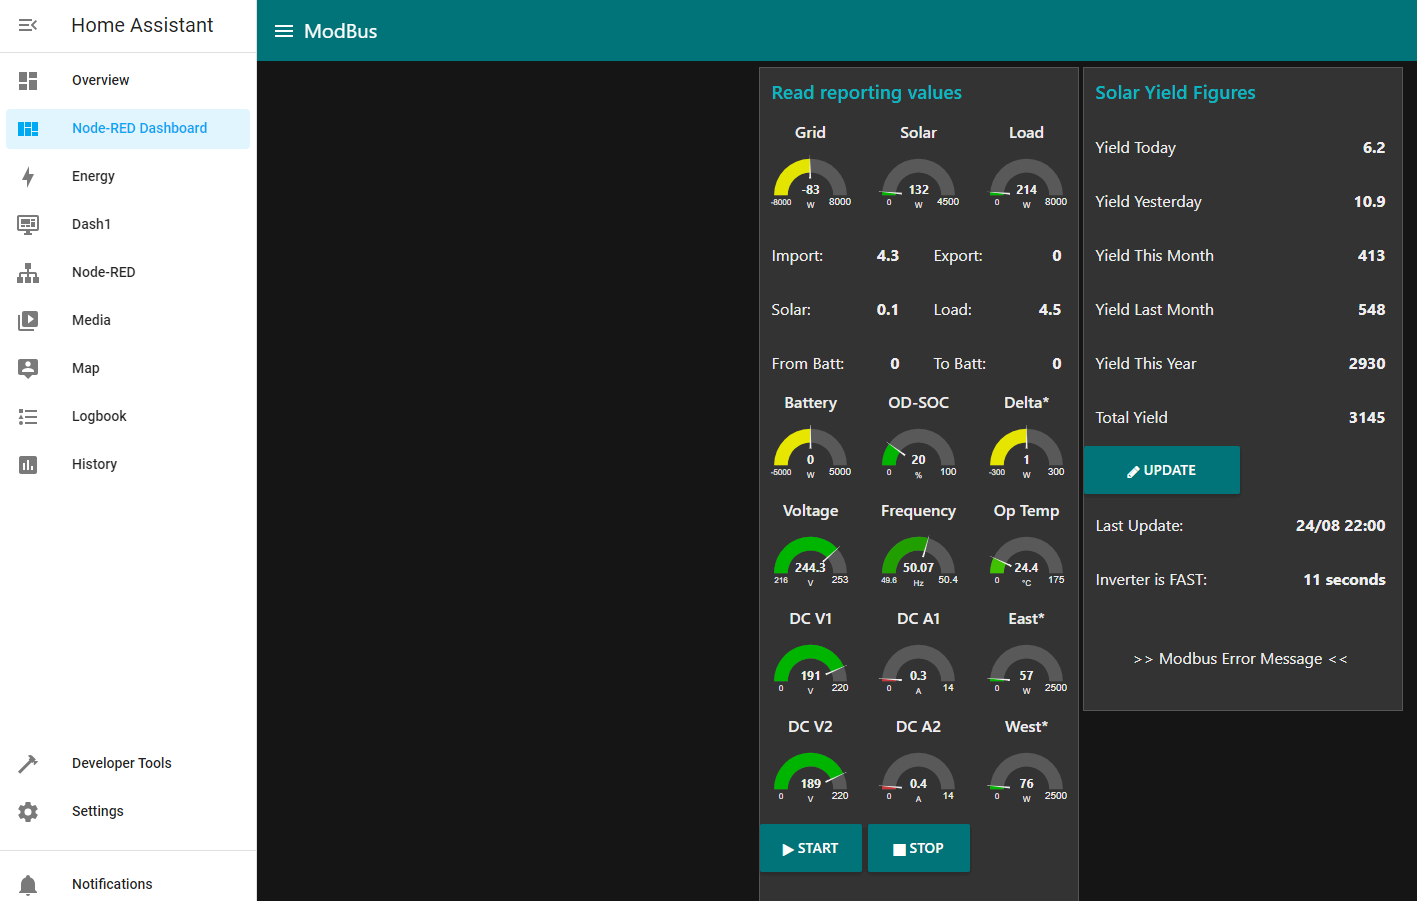 Home Assistant
Overview
Node-RED Dashboard
Energy
Dash1
Node-RED
Media
Map
Logbook
History
Developer Tools
Settings
Notifications
ModBus
Read reporting values
Grid Solar Load
-83 132 214
-8000 W 8000 0 W 4500 0 W 8000
Import: 4.3 Export: 0
Solar: 0.1 Load: 4.5
From Batt: 0 To Batt: 0
Battery OD-SOC Delta*
0 20 1
-5000 W 5000 0 % 100 -300 W 300
Voltage Frequency Op Temp
244.3 50.07 24.4
216 V 253 49.6 Hz 50.4 0 °C 175
DC V1 DC A1 East*
191 0.3 57
0 V 220 0 A 14 0 W 2500
DC V2 DC A2 West*
189 0.4 76
0 V 220 0 A 14 0 W 2500
START STOP
Solar Yield Figures
Yield Today 6.2
Yield Yesterday 10.9
Yield This Month 413
Yield Last Month 548
Yield This Year 2930
Total Yield 3145
UPDATE
Last Update: 24/08 22:00
Inverter is FAST: 11 seconds
>> Modbus Error Message <<